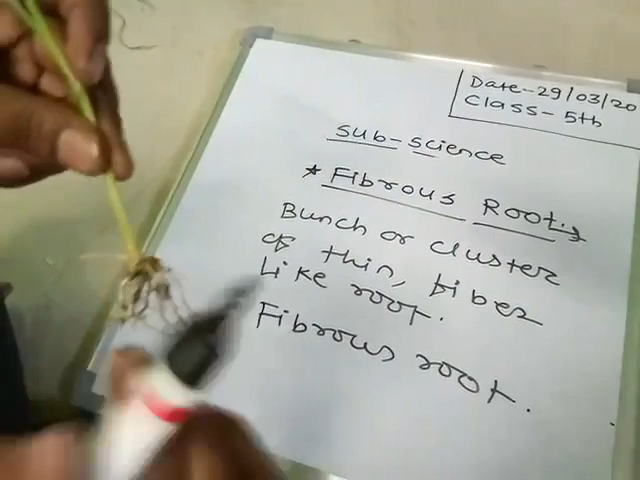 Date-29/03/20
Class-5th
Sub-Science
* Fibrous Roots
Bunch or cluster
of thin, fiber
Like root.
Fibrous root.